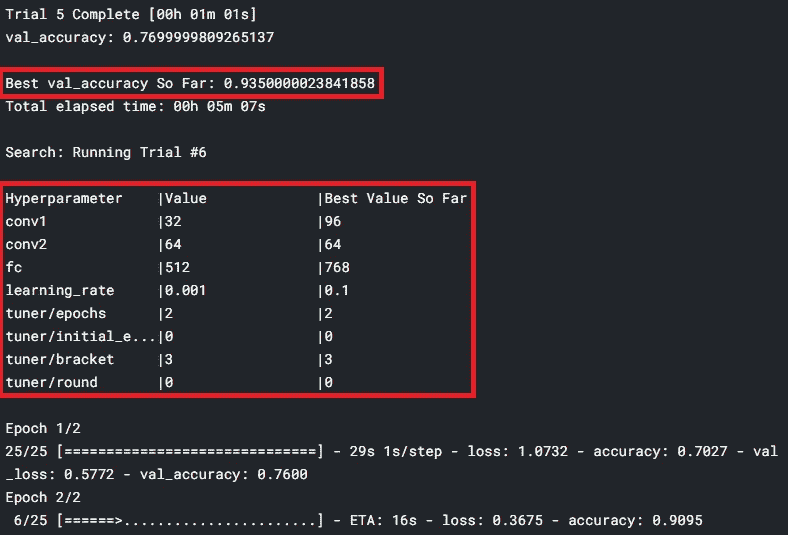 Trial 5 Complete [00h 01m 01s]
val_accuracy: 0.7699999809265137
Best val_accuracy So Far: 0.9350000023841858
Total elapsed time: 00h 05m 07s
Search: Running Trial #6
Hyperparameter    |Value             |Best Value So Far
conv1             |32                |96
conv2             |64                |64
fc                |512               |768
learning_rate     |0.001             |0.1
tuner/epochs      |2                 |2
tuner/initial_e...|0                 |0
tuner/bracket     |3                 |3
tuner/round       |0                 |0
Epoch 1/2
25/25 [==============================] - 29s 1s/step - loss: 1.0732 - accuracy: 0.7027 - val
_loss: 0.5772 - val_accuracy: 0.7600
Epoch 2/2
 6/25 [======>.......................] - ETA: 16s - loss: 0.3675 - accuracy: 0.9095